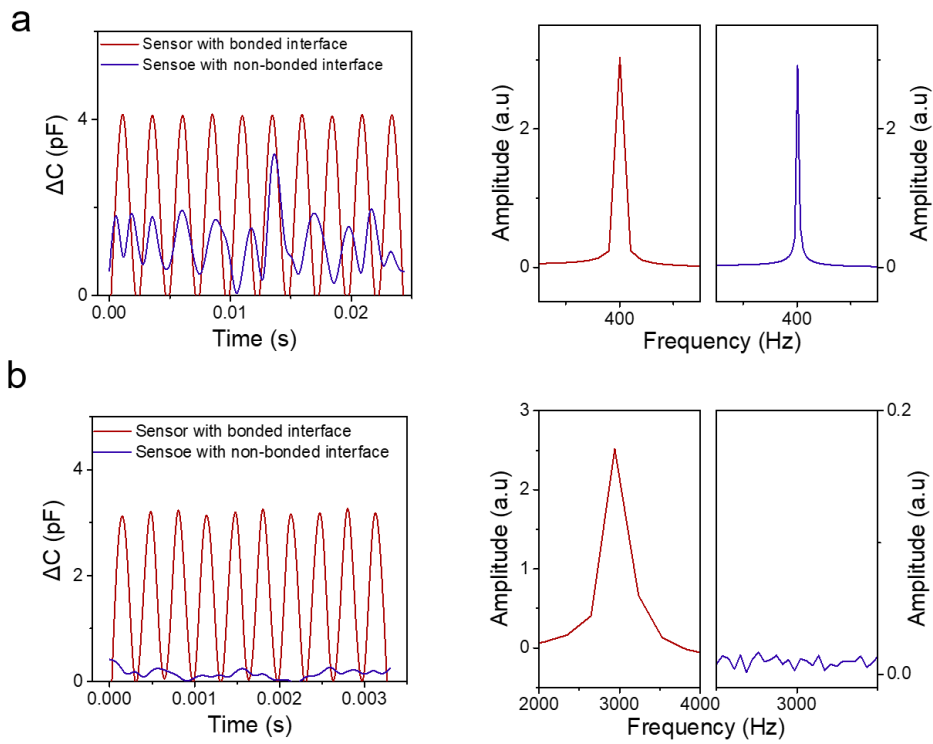 a
Sensor with bonded interface
Sensoe with non-bonded interface
4
0
ΔC (pF)
0.00 0.01 0.02
Time (s)
Amplitude (a.u)
2
0
400
400
Frequency (Hz)
2
0
Amplitude (a.u)
b
Sensor with bonded interface
Sensoe with non-bonded interface
4
2
0
ΔC (pF)
0.000 0.001 0.002 0.003
Time (s)
Amplitude (a.u)
3
2
1
0
2000 3000 4000
3000
Frequency (Hz)
0.2
0.0
Amplitude (a.u)